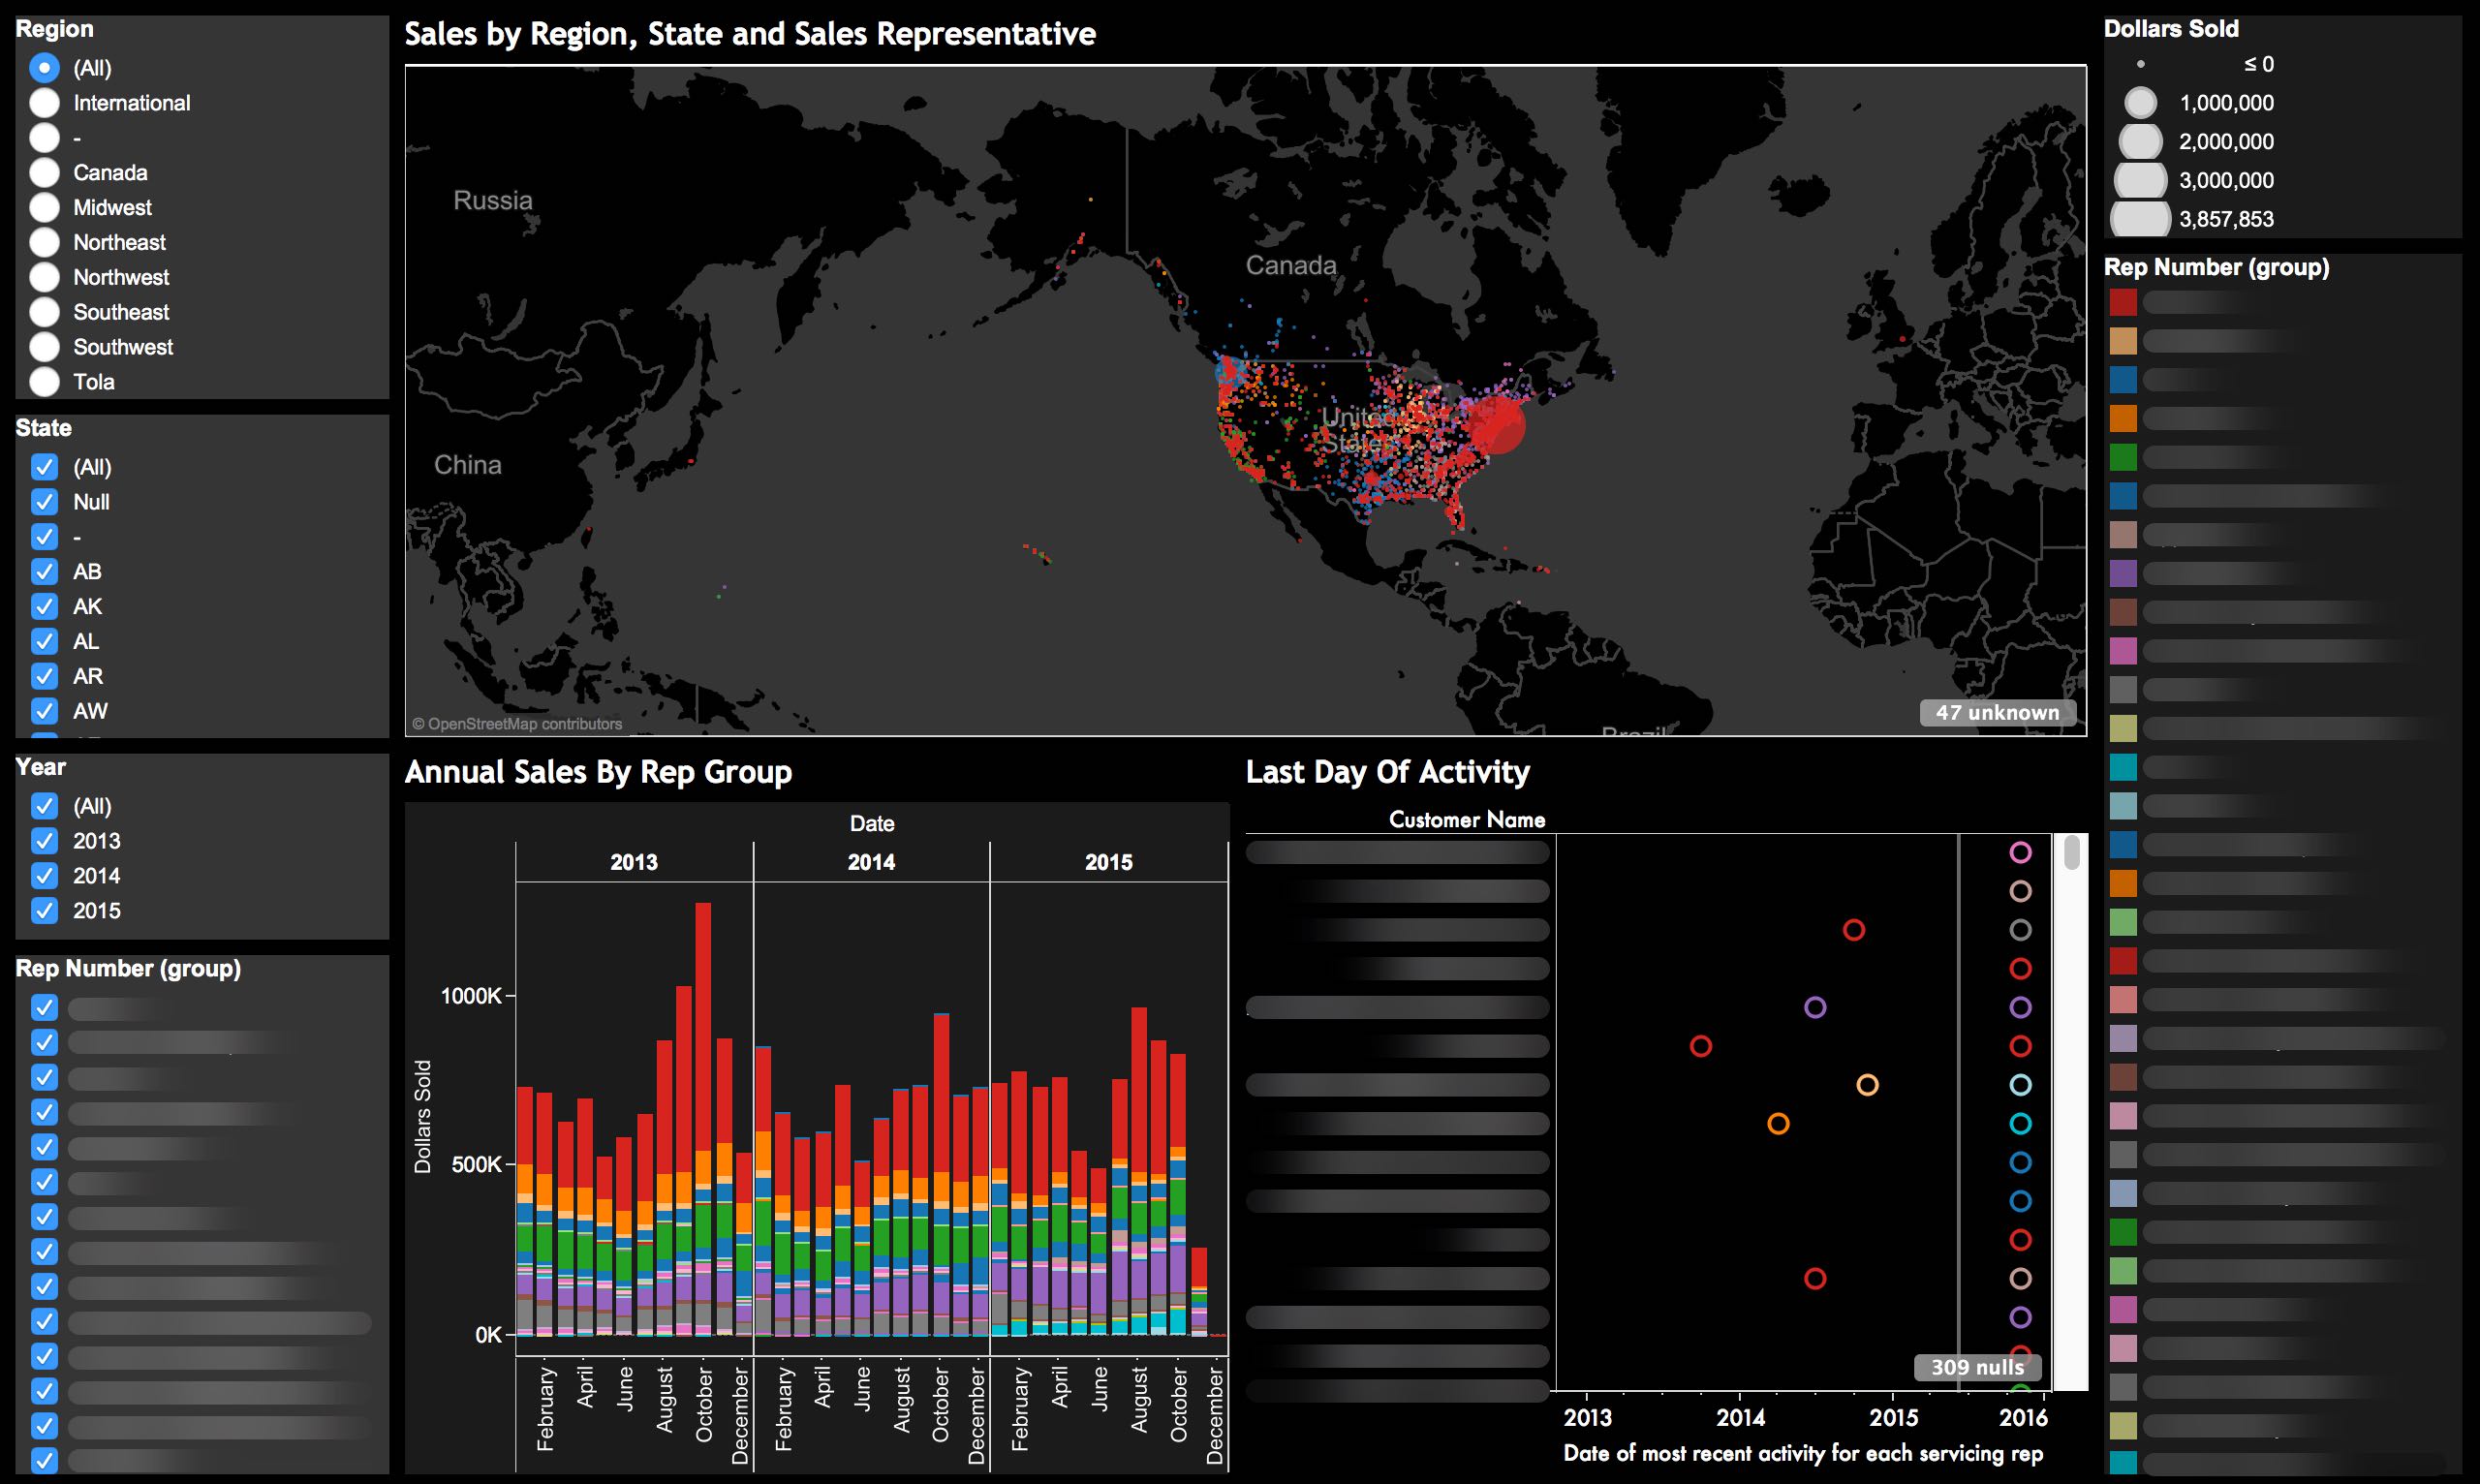 Region
(All)
International
-
Canada
Midwest
Northeast
Northwest
Southeast
Southwest
Tola
State
(All)
Null
-
AB
AK
AL
AR
AW
Year
(All)
2013
2014
2015
Rep Number (group)
Sales by Region, State and Sales Representative
Russia
Canada
United
States
China
Brazil
© OpenStreetMap contributors
47 unknown
Annual Sales By Rep Group
Date
2013 2014 2015
Dollars Sold
1000K
500K
0K
February April June August October December February April June August October December February April June August October December
Last Day Of Activity
Customer Name
309 nulls
2013 2014 2015 2016
Date of most recent activity for each servicing rep
Dollars Sold
≤ 0
1,000,000
2,000,000
3,000,000
3,857,853
Rep Number (group)